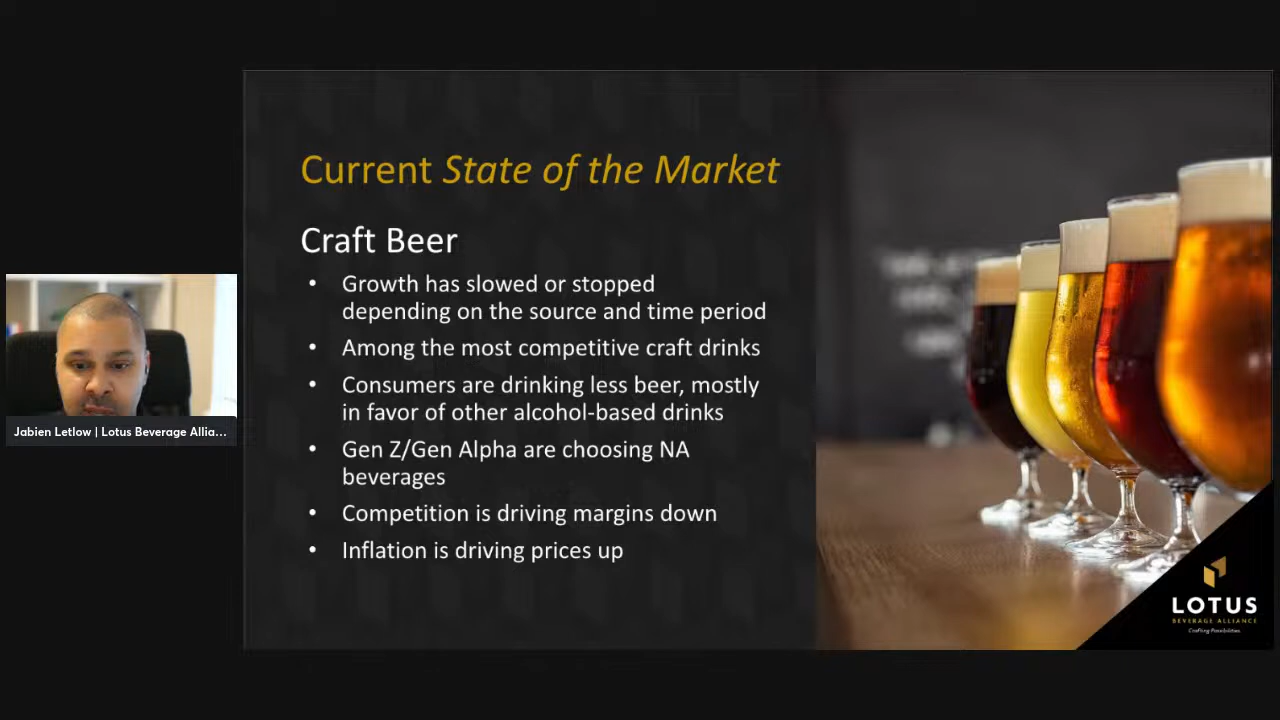 Current State of the Market
Craft Beer
• Growth has slowed or stopped
depending on the source and time period
• Among the most competitive craft drinks
• Consumers are drinking less beer, mostly
in favor of other alcohol-based drinks
• Gen Z/Gen Alpha are choosing NA
beverages
• Competition is driving margins down
• Inflation is driving prices up
Jabien Letlow | Lotus Beverage Allia...
LOTUS
BEVERAGE ALLIANCE
Crafting Possibilities